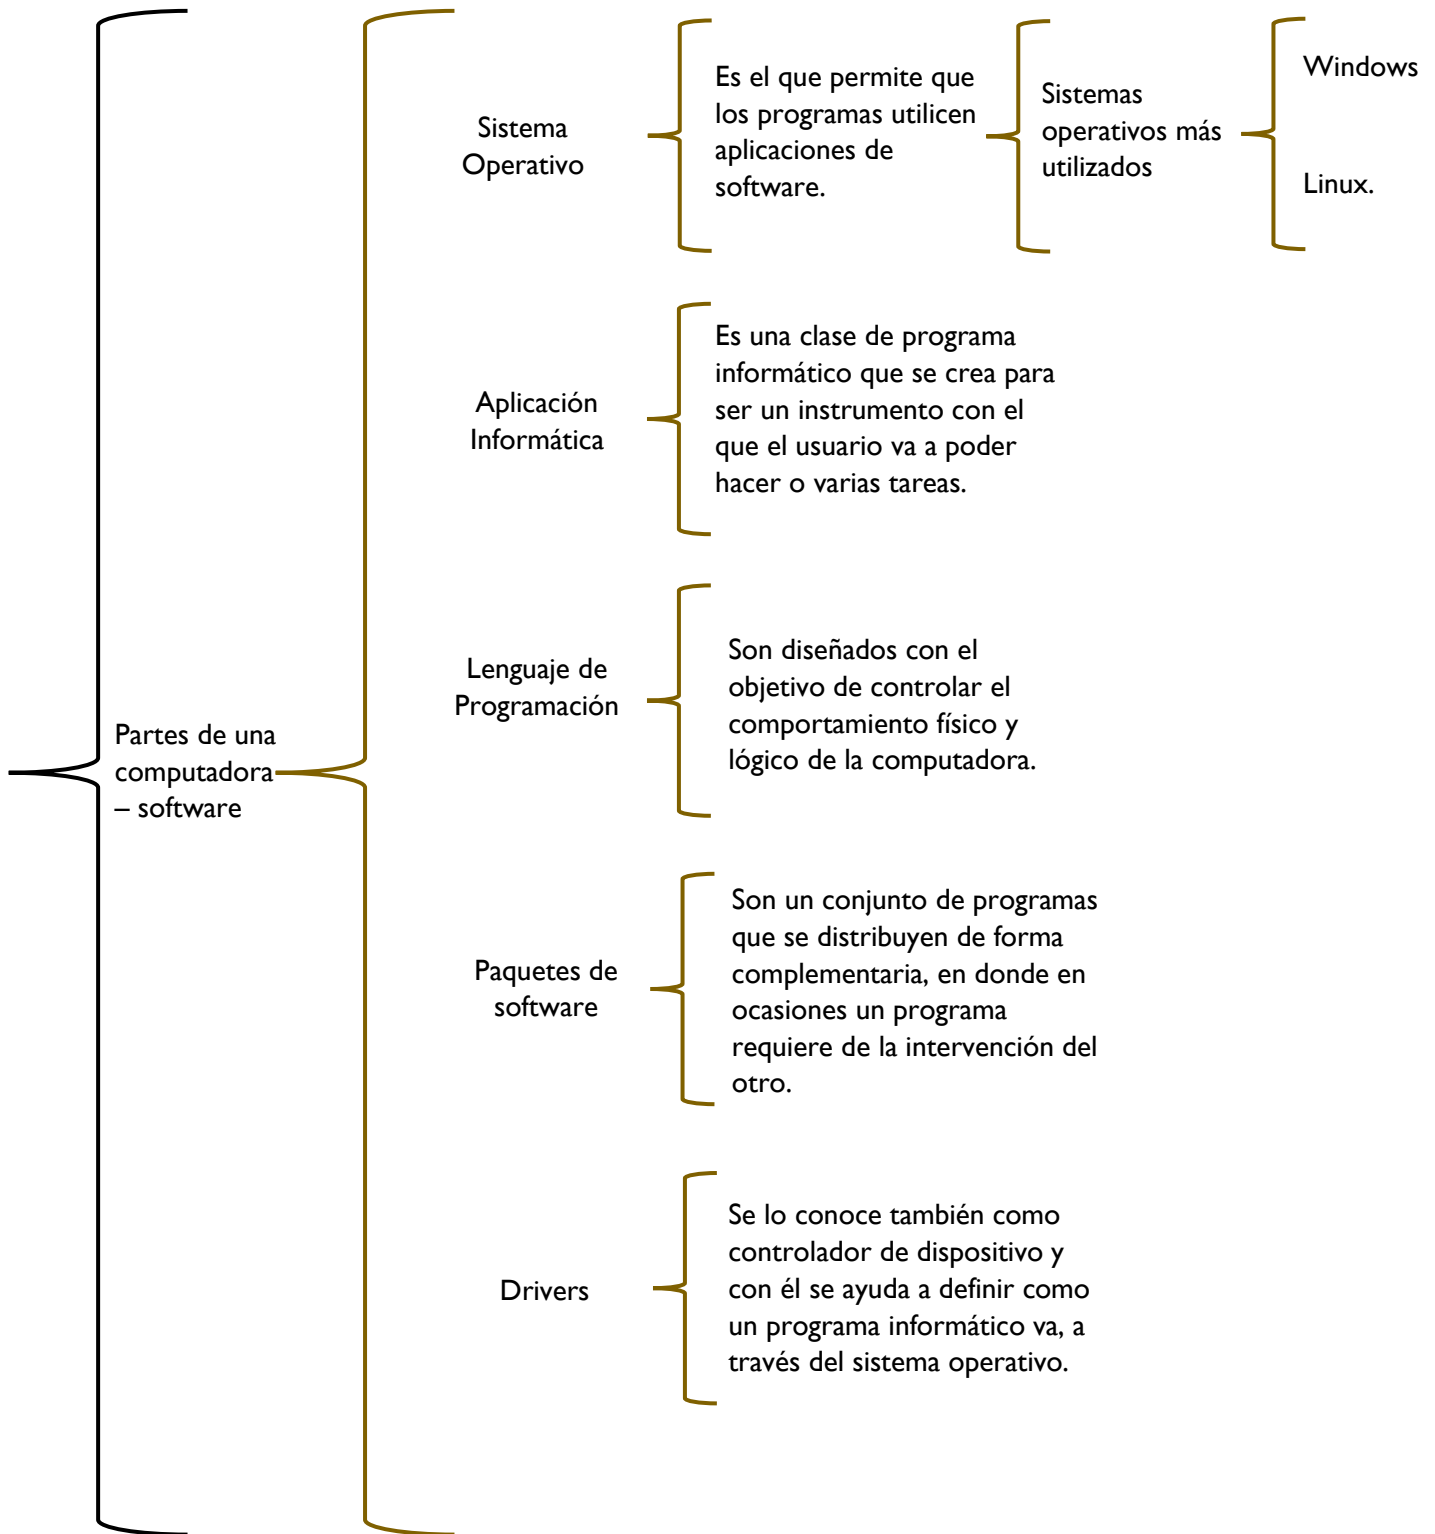 Partes de una
computadora
– software
Sistema
Operativo
Es el que permite que
los programas utilicen
aplicaciones de
software.
Sistemas
operativos más
utilizados
Windows
Linux.
Aplicación
Informática
Es una clase de programa
informático que se crea para
ser un instrumento con el
que el usuario va a poder
hacer o varias tareas.
Lenguaje de
Programación
Son diseñados con el
objetivo de controlar el
comportamiento físico y
lógico de la computadora.
Paquetes de
software
Son un conjunto de programas
que se distribuyen de forma
complementaria, en donde en
ocasiones un programa
requiere de la intervención del
otro.
Drivers
Se lo conoce también como
controlador de dispositivo y
con él se ayuda a definir como
un programa informático va, a
través del sistema operativo.